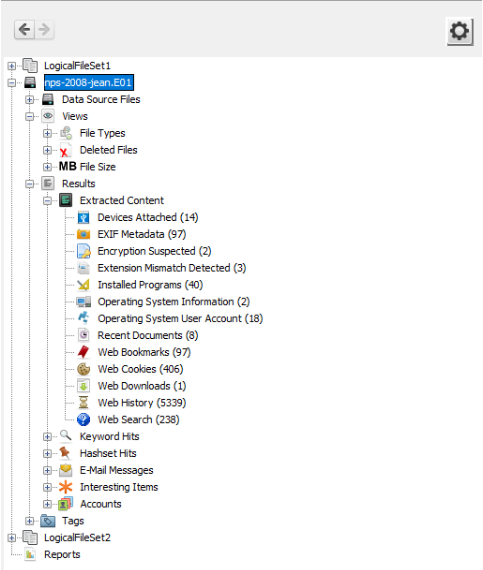 LogicalFileSet1
nps-2008-jean.E01
Data Source Files
Views
File Types
Deleted Files
MB File Size
Results
Extracted Content
Devices Attached (14)
EXIF Metadata (97)
Encryption Suspected (2)
Extension Mismatch Detected (3)
Installed Programs (40)
Operating System Information (2)
Operating System User Account (18)
Recent Documents (8)
Web Bookmarks (97)
Web Cookies (406)
Web Downloads (1)
Web History (5339)
Web Search (238)
Keyword Hits
Hashset Hits
E-Mail Messages
Interesting Items
Accounts
Tags
LogicalFileSet2
Reports